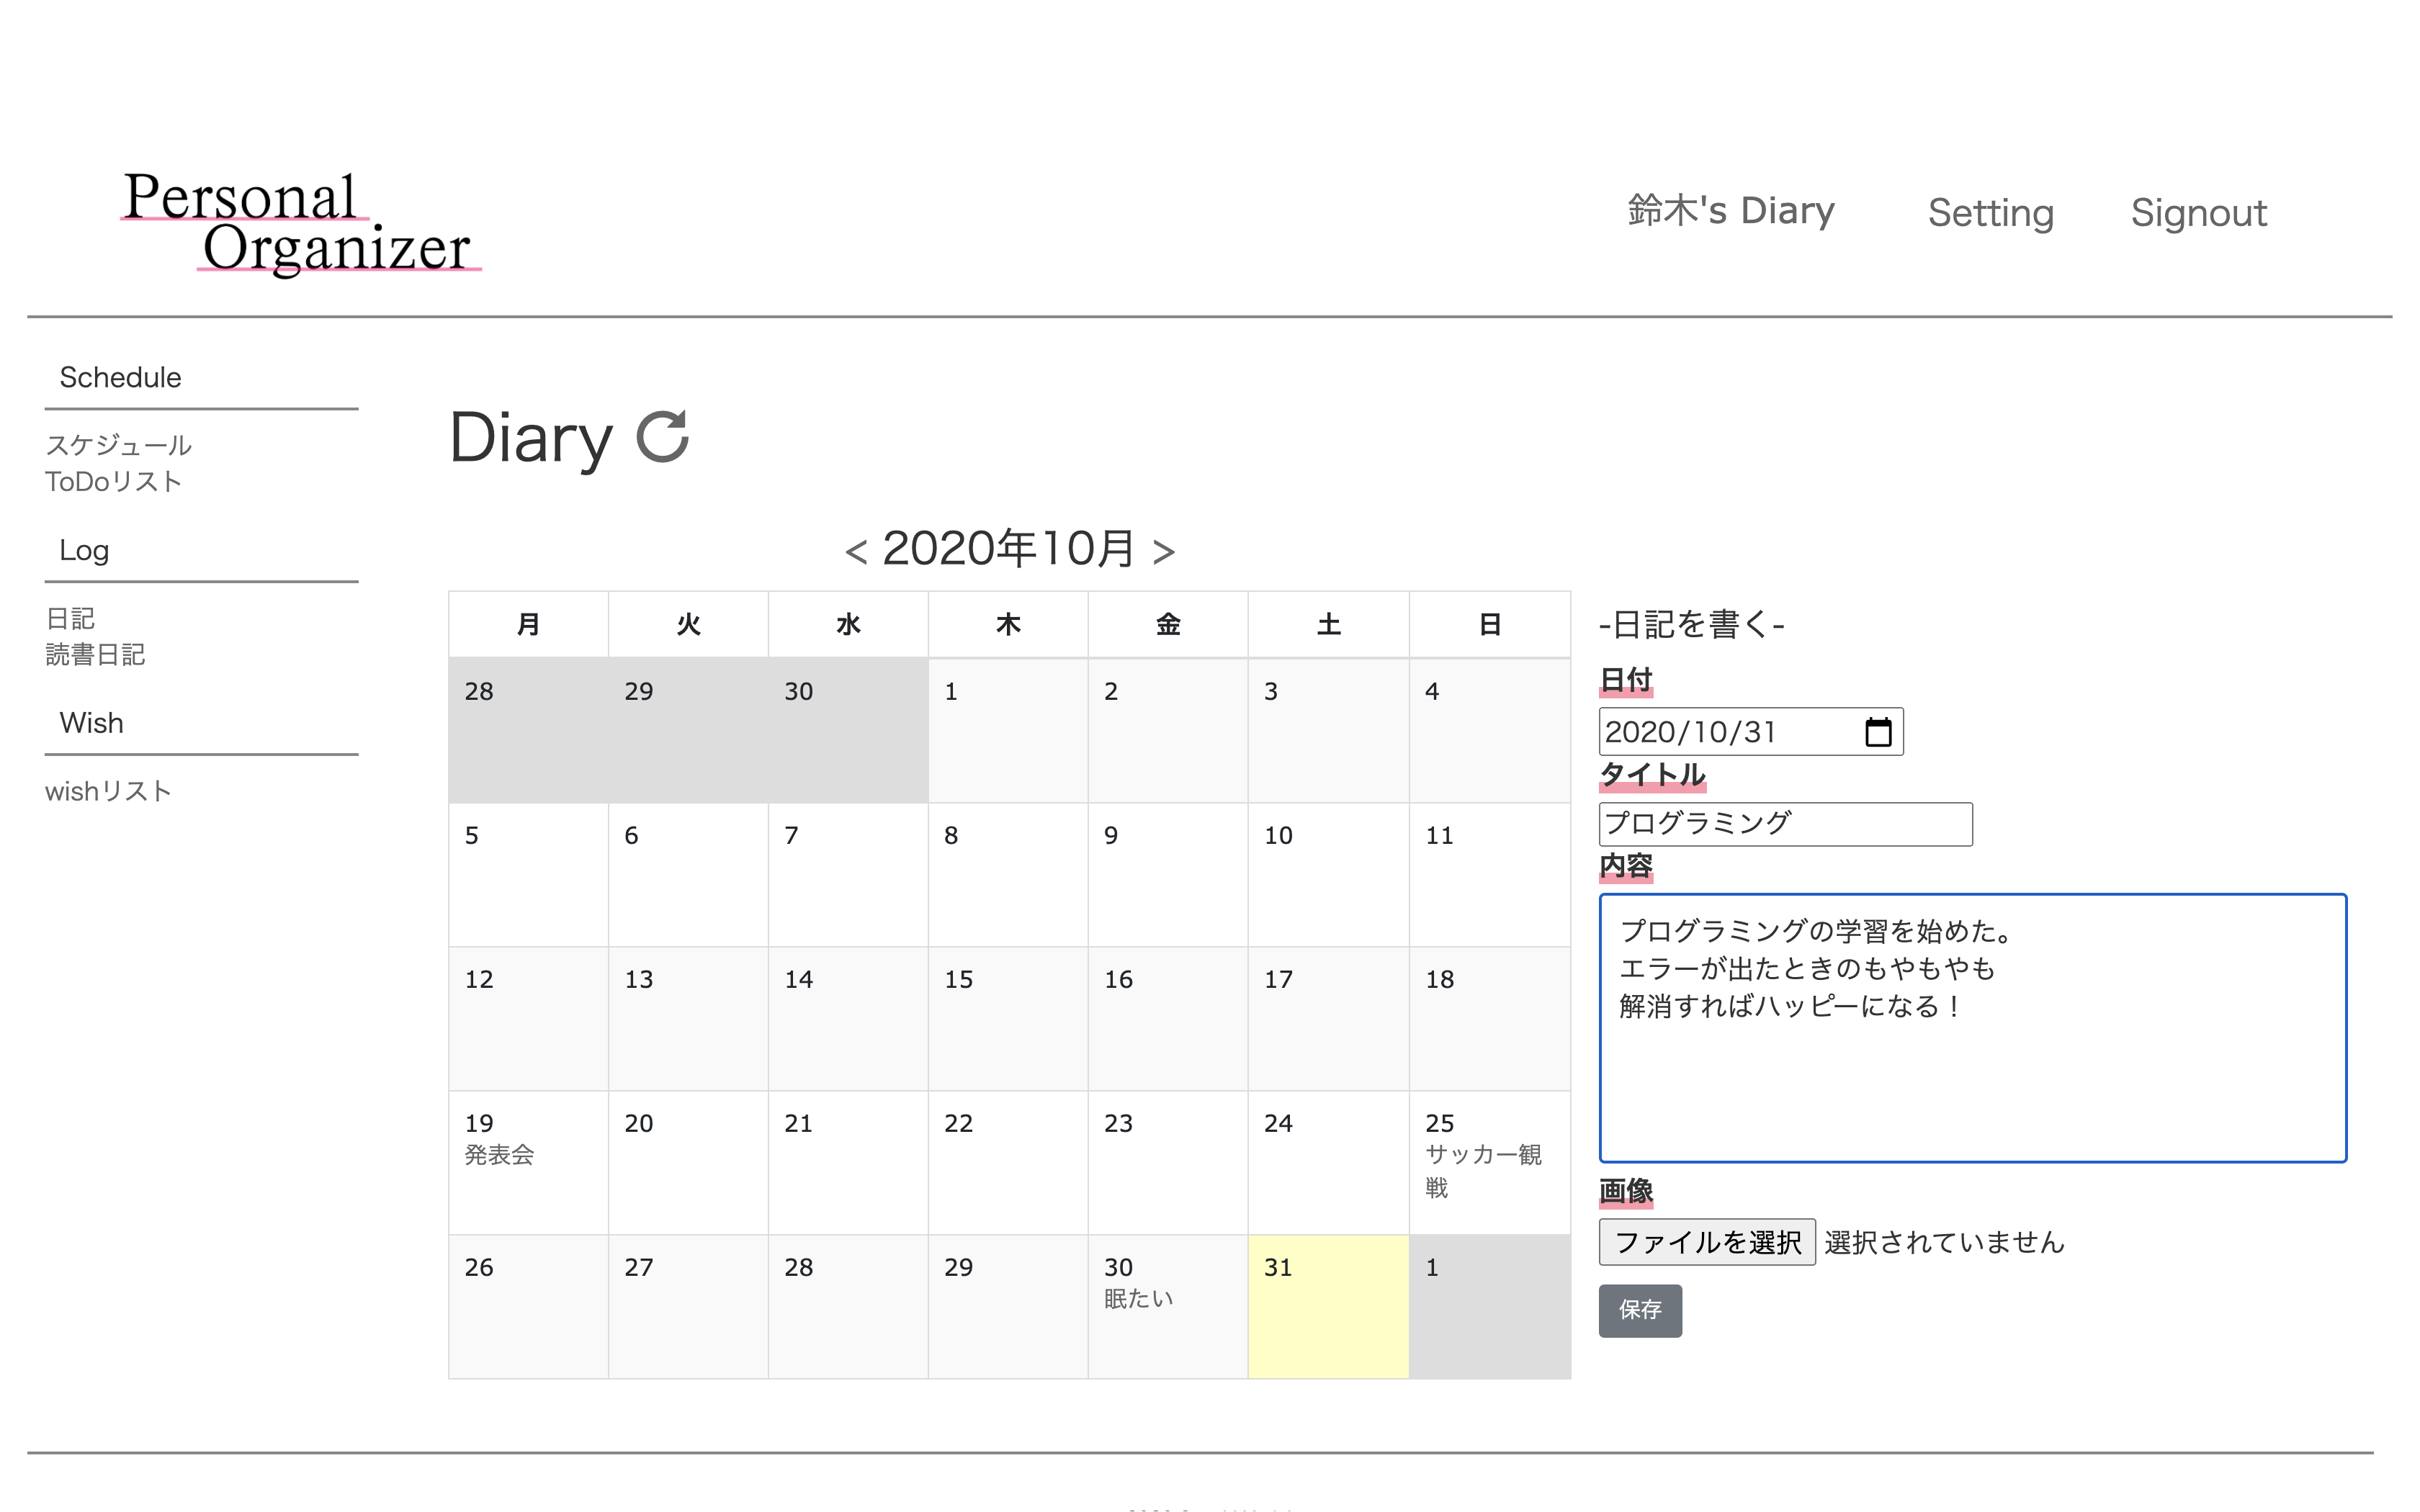 Personal
Organizer
鈴木's Diary
Setting
Signout
Schedule
スケジュール
ToDoリスト
Log
日記
読書日記
Wish
wishリスト
Diary
< 2020年10月 >
月 火 水 木 金 土 日
28 29 30 1 2 3 4
5 6 7 8 9 10 11
12 13 14 15 16 17 18
19 20 21 22 23 24 25
発表会
サッカー観
戦
26 27 28 29 30 31 1
眠たい
-日記を書く-
日付
2020/10/31
タイトル
プログラミング
内容
プログラミングの学習を始めた。
エラーが出たときのもやもやも
解消すればハッピーになる！
画像
ファイルを選択 選択されていません
保存